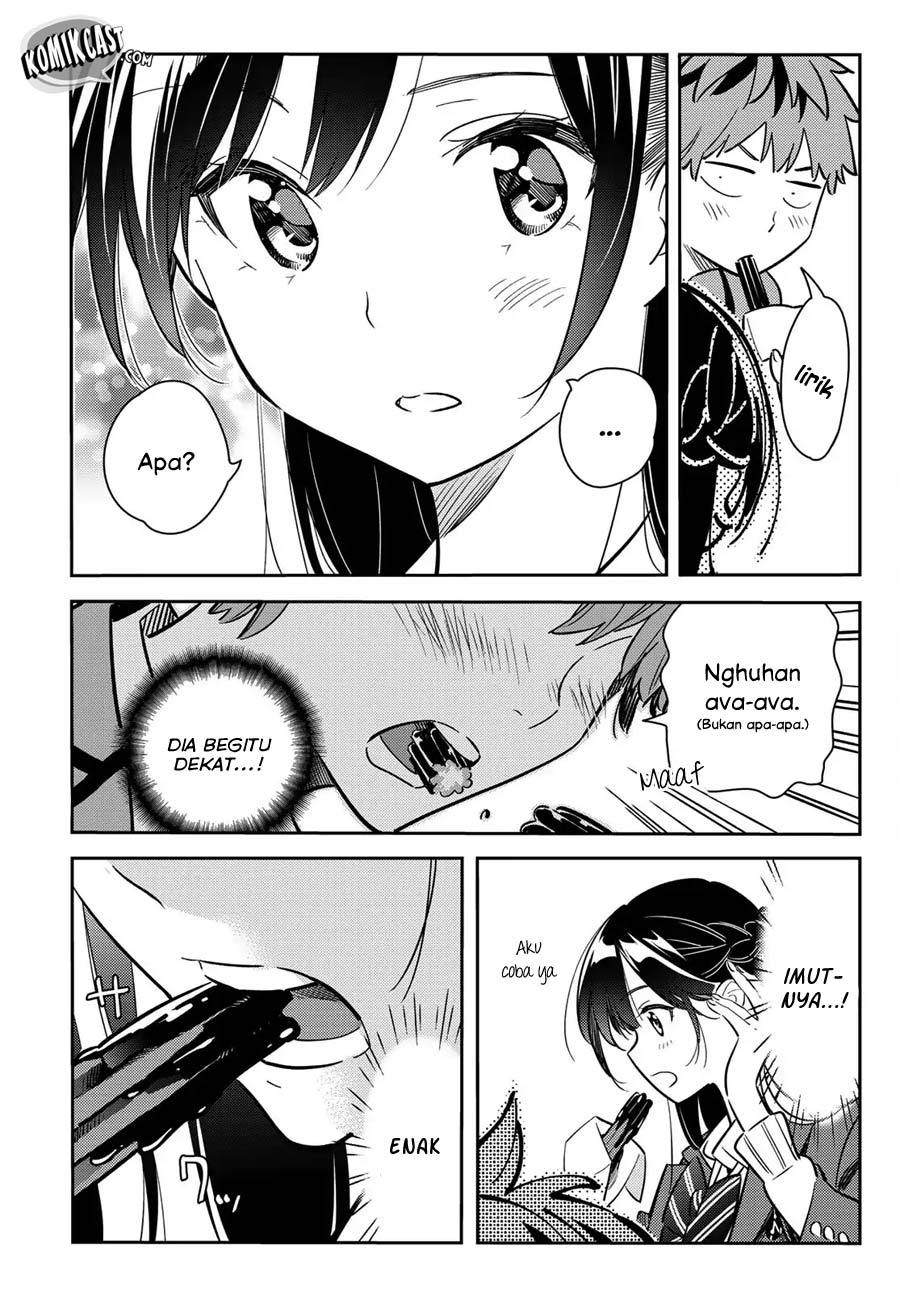 KOMIKCAST
.COM
lirik
...
Apa?
Nghuhan
ava-ava.
(Bukan apa-apa.)
Maaf
DIA BEGITU
DEKAT...!
IMUT-
NYA...!
Aku
coba ya
ENAK